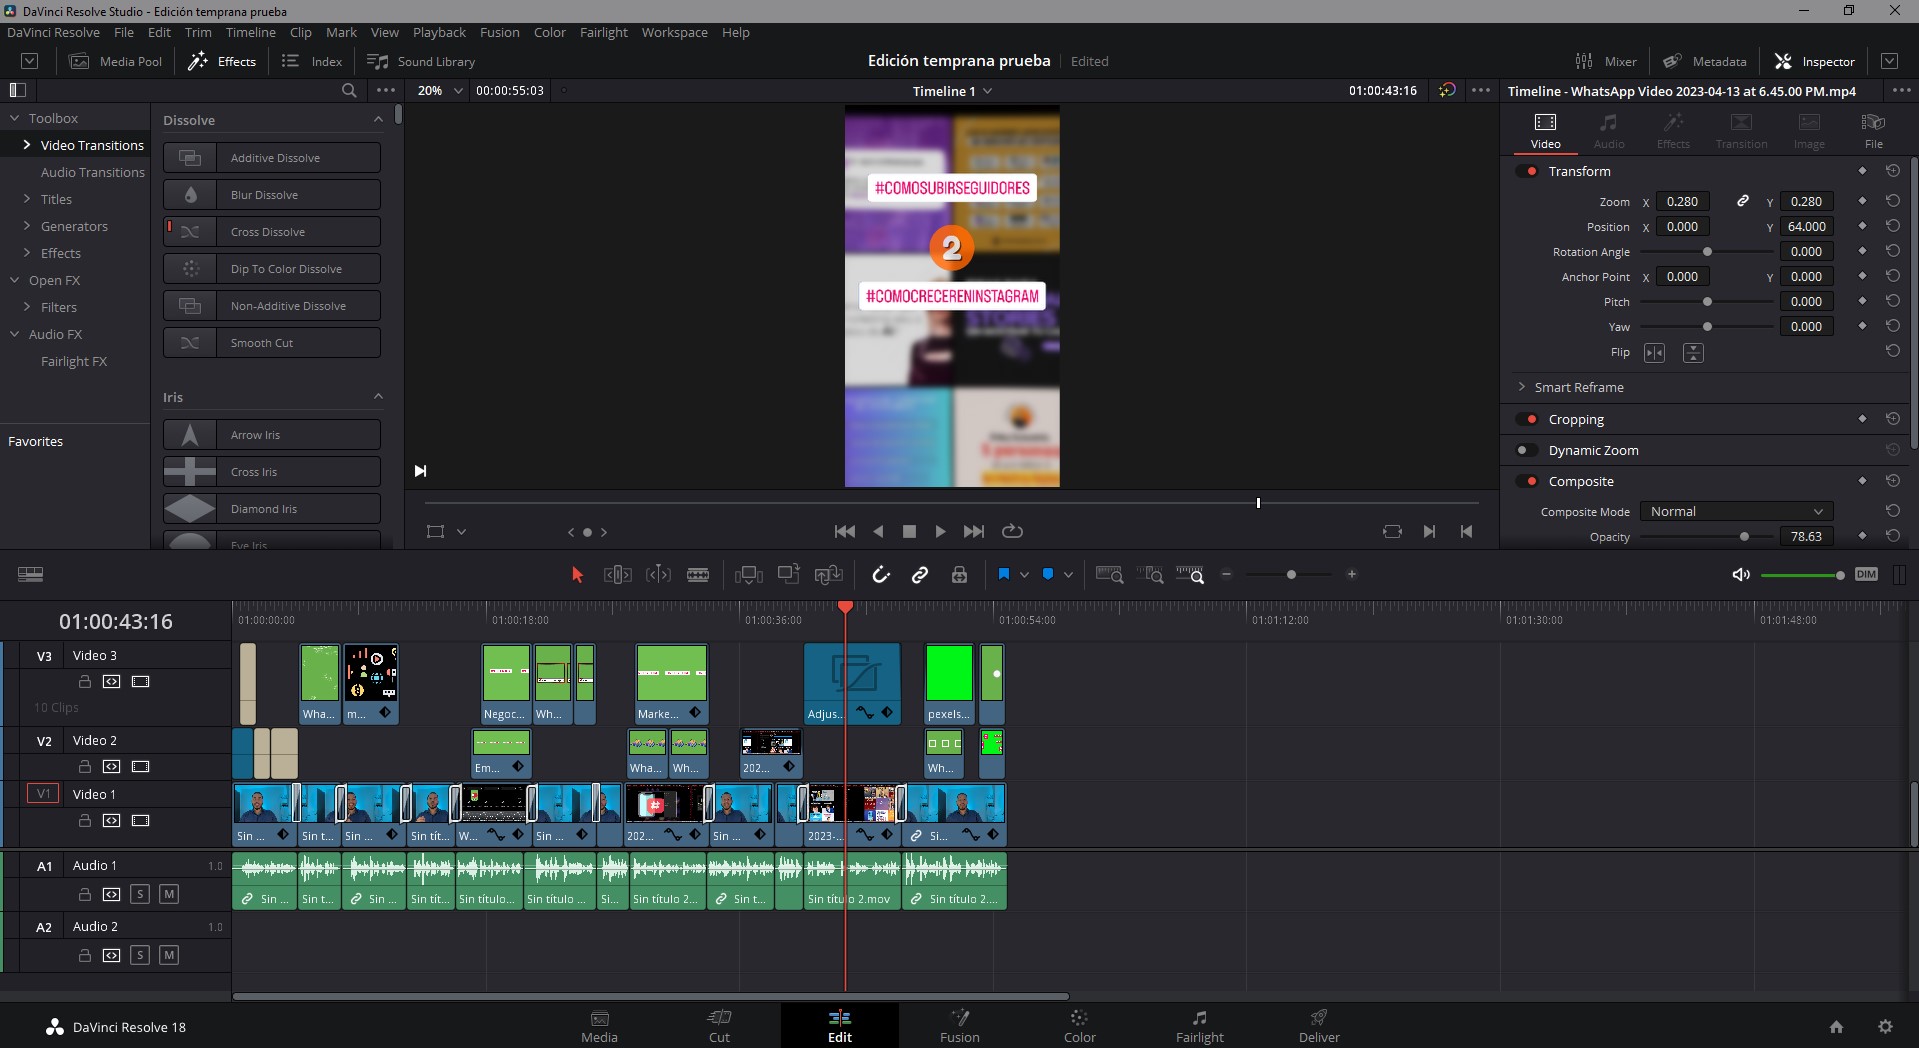 DaVinci Resolve Studio - Edición temprana prueba
DaVinci Resolve File Edit Trim Timeline Clip Mark View Playback Fusion Color Fairlight Workspace Help
Media Pool Effects Index Sound Library Edición temprana prueba Edited Mixer Metadata Inspector
20% 00:00:55:03 Timeline 1 01:00:43:16 Timeline - WhatsApp Video 2023-04-13 at 6.45.00 PM.mp4
Toolbox
Video Transitions
Audio Transitions
Titles
Generators
Effects
Open FX
Filters
Audio FX
Fairlight FX
Favorites
Dissolve
Additive Dissolve
Blur Dissolve
Cross Dissolve
Dip To Color Dissolve
Non-Additive Dissolve
Smooth Cut
Iris
Arrow Iris
Cross Iris
Diamond Iris
Eye Iris
#COMOSUBIRSEGUIDORES
2
#COMOCRECERENINSTAGRAM
Video Audio Effects Transition Image File
Transform
Zoom X 0.280 Y 0.280
Position X 0.000 Y 64.000
Rotation Angle 0.000
Anchor Point X 0.000 Y 0.000
Pitch 0.000
Yaw 0.000
Flip
Smart Reframe
Cropping
Dynamic Zoom
Composite
Composite Mode Normal
Opacity 78.63
DIM
01:00:43:16
01:00:00:00 01:00:18:00 01:00:36:00 01:00:54:00 01:01:12:00 01:01:30:00 01:01:48:00
V3 Video 3
10 Clips
Wha... m... Negoc... Wh... Marke... Adjus... pexels...
V2 Video 2
Em... Wha... Wh... 202... Wh...
V1 Video 1
Sin ... Sin t... Sin ... Sin tít... W... Sin ... 202... Sin ... 2023-... Si...
A1 Audio 1 1.0
S M
Sin ... Sin t... Sin ... Sin tít... Sin título... Sin título ... Si... Sin título 2... Sin t... Sin título 2.mov Sin título 2....
A2 Audio 2 1.0
S M
DaVinci Resolve 18 Media Cut Edit Fusion Color Fairlight Deliver